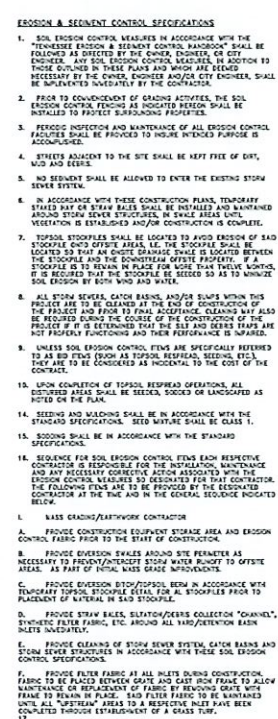 EROSION & SEDIMENT CONTROL SPECIFICATIONS
1. SOIL EROSION CONTROL MEASURES IN ACCORDANCE WITH THE
"TENNESSEE EROSION & SEDIMENT CONTROL HANDBOOK" SHALL BE
FOLLOWED AS DIRECTED BY THE OWNER, ENGINEER, OR CITY
ENGINEER. ANY SOIL EROSION CONTROL MEASURES, IN ADDITION TO
THOSE OUTLINED IN THESE PLANS AND WHICH ARE DEEMED
NECESSARY BY THE OWNER, ENGINEER AND/OR CITY ENGINEER, SHALL
BE IMPLEMENTED IMMEDIATELY BY THE CONTRACTOR.
2. PRIOR TO COMMENCEMENT OF GRADING ACTIVITIES, THE SOIL
EROSION CONTROL FENCING AS INDICATED HEREON SHALL BE
INSTALLED TO PROTECT SURROUNDING PROPERTIES.
3. PERIODIC INSPECTION AND MAINTENANCE OF ALL EROSION CONTROL
FACILITIES SHALL BE PROVIDED TO INSURE INTENDED PURPOSE IS
ACCOMPLISHED.
4. STREETS ADJACENT TO THE SITE SHALL BE KEPT FREE OF DIRT,
MUD AND DEBRIS.
5. NO SEDIMENT SHALL BE ALLOWED TO ENTER THE EXISTING STORM
SEWER SYSTEM.
6. IN ACCORDANCE WITH THESE CONSTRUCTION PLANS, TEMPORARY
STAKED HAY OR STRAW BALES SHALL BE INSTALLED AND MAINTAINED
AROUND STORM SEWER STRUCTURES, IN SWALE AREAS UNTIL
VEGETATION IS ESTABLISHED AND/OR CONSTRUCTION IS COMPLETE.
7. TOPSOIL STOCKPILES SHALL BE LOCATED TO AVOID EROSION OF SAID
STOCKPILE ONTO OFFSITE AREAS, I.E. THE STOCKPILE SHALL BE
LOCATED SO THAT AN ONSITE DRAINAGE SWALE IS LOCATED BETWEEN
THE STOCKPILE AND THE DOWNSTREAM OFFSITE PROPERTY. IF A
STOCKPILE IS TO REMAIN IN PLACE FOR MORE THAN TWELVE MONTHS,
IT IS REQUIRED THAT THE STOCKPILE BE SEEDED SO AS TO MINIMIZE
SOIL EROSION BY BOTH WIND AND WATER.
8. ALL STORM SEWERS, CATCH BASINS, AND/OR SUMPS WITHIN THIS
PROJECT ARE TO BE CLEANED AT THE END OF CONSTRUCTION OF
THE PROJECT AND PRIOR TO FINAL ACCEPTANCE. CLEANING MAY ALSO
BE REQUIRED DURING THE COURSE OF THE CONSTRUCTION OF THE
PROJECT IF IT IS DETERMINED THAT THE SILT AND DEBRIS TRAPS ARE
NOT PROPERLY FUNCTIONING AND THEIR PERFORMANCE IS IMPAIRED.
9. UNLESS SOIL EROSION CONTROL ITEMS ARE SPECIFICALLY REFERRED
TO AS BID ITEMS (SUCH AS TOPSOIL RESPREAD, SEEDING, ETC.),
THEY ARE TO BE CONSIDERED AS INCIDENTAL TO THE COST OF THE
CONTRACT.
10. UPON COMPLETION OF TOPSOIL RESPREAD OPERATIONS, ALL
DISTURBED AREAS SHALL BE SEEDED, SODDED OR LANDSCAPED AS
NOTED ON THE PLAN.
14. SEEDING AND MULCHING SHALL BE IN ACCORDANCE WITH THE
STANDARD SPECIFICATIONS. SEED MIXTURE SHALL BE CLASS 1.
15. SODDING SHALL BE IN ACCORDANCE WITH THE STANDARD
SPECIFICATIONS.
16. SEQUENCE FOR SOIL EROSION CONTROL ITEMS EACH RESPECTIVE
CONTRACTOR IS RESPONSIBLE FOR THE INSTALLATION, MAINTENANCE
AND ANY NECESSARY CORRECTIVE ACTION ASSOCIATED WITH THE
EROSION CONTROL MEASURES SO DESIGNATED FOR THAT CONTRACTOR.
THE FOLLOWING ITEMS ARE TO BE PROVIDED BY THE DESIGNATED
CONTRACTOR AT THE TIME AND IN THE GENERAL SEQUENCE INDICATED
BELOW.
I. MASS GRADING/EARTHWORK CONTRACTOR
A. PROVIDE CONSTRUCTION EQUIPMENT STORAGE AREA AND EROSION
CONTROL FABRIC PRIOR TO THE START OF CONSTRUCTION.
B. PROVIDE DIVERSION SWALES AROUND SITE PERIMETER AS
NECESSARY TO PREVENT/INTERCEPT STORM WATER RUNOFF TO OFFSITE
AREAS. AS PART OF INITIAL MASS GRADE IMPROVEMENTS.
C. PROVIDE DIVERSION DITCH/TOPSOIL BERM IN ACCORDANCE WITH
TEMPORARY TOPSOIL STOCKPILE DETAIL FOR ALL STOCKPILES PRIOR TO
PLACEMENT OF MATERIAL IN SAID STOCKPILE.
D. PROVIDE STRAW BALES, SILTATION/DEBRIS COLLECTION "CHANNEL",
SYNTHETIC FILTER FABRIC, ETC. AROUND ALL YARD/DETENTION BASIN
INLETS IMMEDIATELY.
E. PROVIDE CLEANING OF STORM SEWER, CATCH BASINS AND
STORM SEWER STRUCTURES IN ACCORDANCE WITH THESE SOIL EROSION
CONTROL SPECIFICATIONS.
F. PROVIDE FILTER FABRIC AT ALL INLETS DURING CONSTRUCTION.
FABRIC TO BE PLACED BETWEEN GRATE AND CAST IRON FRAME TO ALLOW
MAINTENANCE OR REPLACEMENT OF FABRIC BY REMOVING GRATE WITH
FRAME TO REMAIN IN PLACE. SAID FILTER FABRIC TO BE MAINTAINED
UNTIL ALL "UPSTREAM" AREAS TO A RESPECTIVE INLET HAVE BEEN
COMPLETED THROUGH ESTABLISHMENT OF A GRASS TURF.